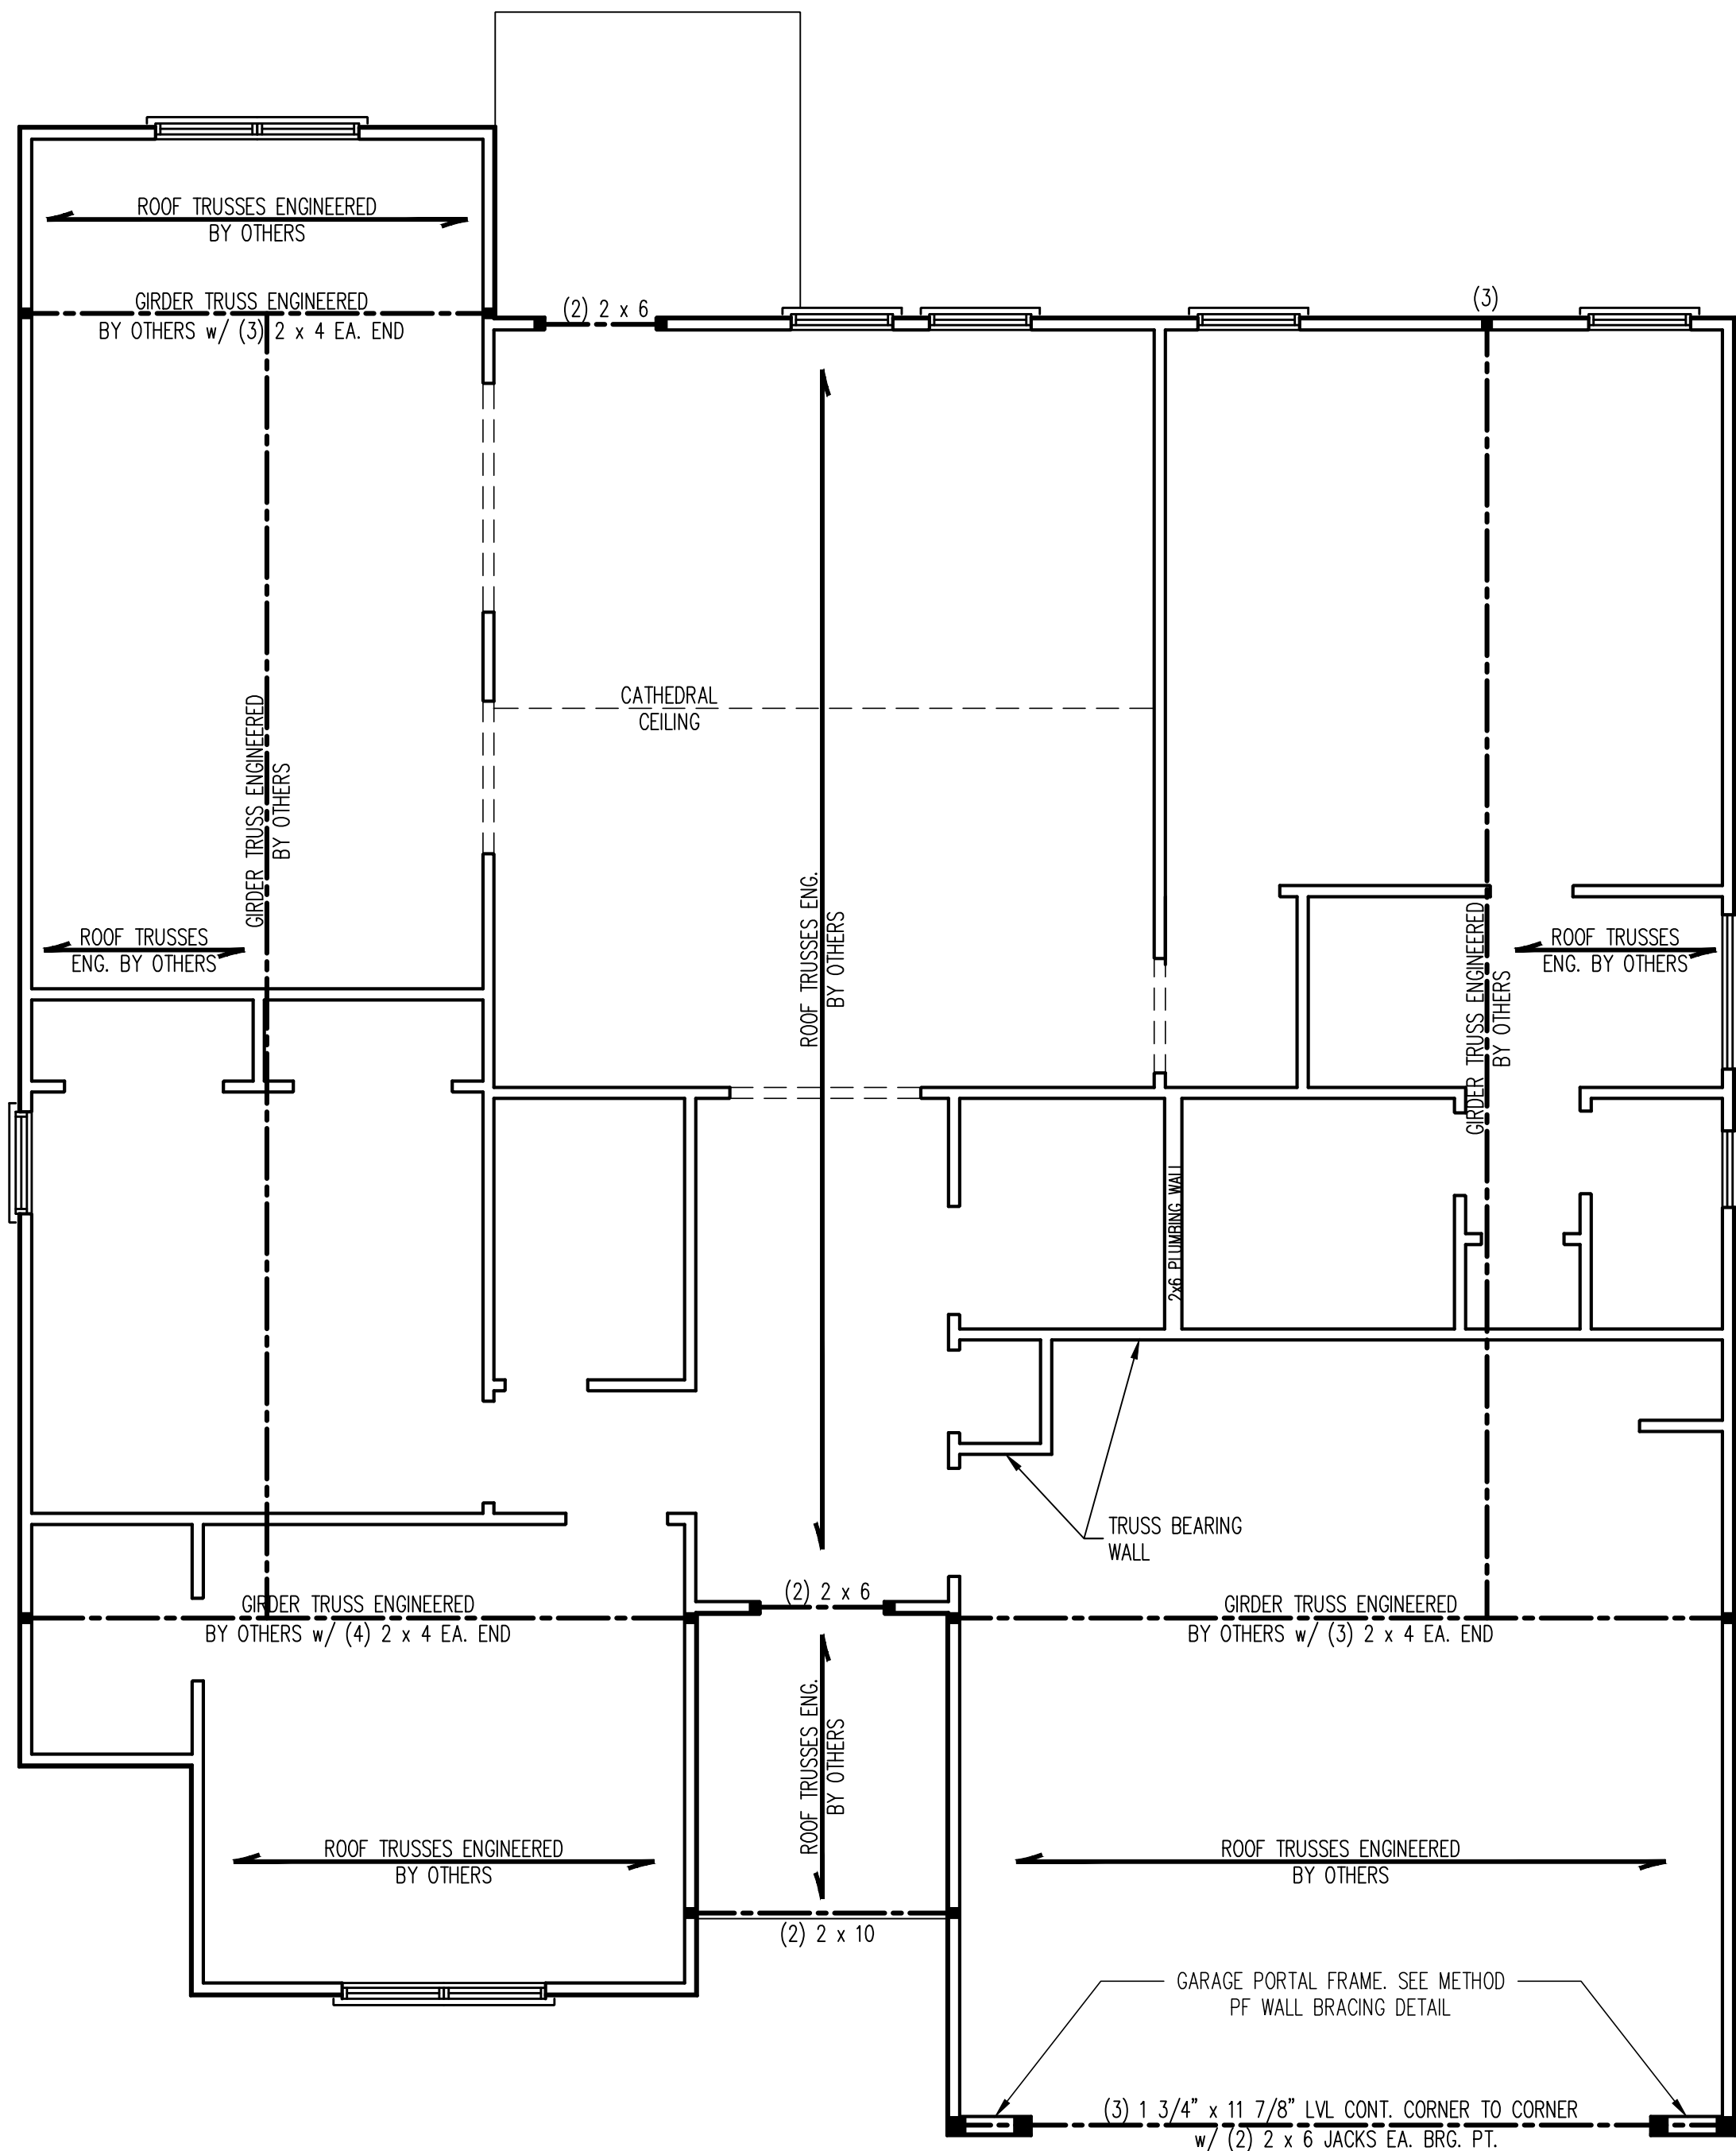 ROOF TRUSSES ENGINEERED
BY OTHERS
GIRDER TRUSS ENGINEERED
BY OTHERS w/ (3) 2 x 4 EA. END
(2) 2 x 6
(3)
CATHEDRAL
CEILING
GIRDER TRUSS ENGINEERED
BY OTHERS
ROOF TRUSSES ENG.
BY OTHERS
ROOF TRUSSES
ENG. BY OTHERS
GIRDER TRUSS ENGINEERED
BY OTHERS
ROOF TRUSSES
ENG. BY OTHERS
2x6 PLUMBING WALL
TRUSS BEARING
WALL
GIRDER TRUSS ENGINEERED
BY OTHERS w/ (4) 2 x 4 EA. END
(2) 2 x 6
GIRDER TRUSS ENGINEERED
BY OTHERS w/ (3) 2 x 4 EA. END
ROOF TRUSSES ENG.
BY OTHERS
ROOF TRUSSES ENGINEERED
BY OTHERS
ROOF TRUSSES ENGINEERED
BY OTHERS
(2) 2 x 10
GARAGE PORTAL FRAME. SEE METHOD
PF WALL BRACING DETAIL
(3) 1 3/4" x 11 7/8" LVL CONT. CORNER TO CORNER
w/ (2) 2 x 6 JACKS EA. BRG. PT.